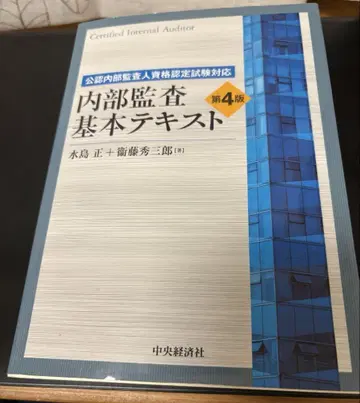 Certified Internal Auditor
公認内部監査人資格認定試験対応
内部監査
基本テキスト
第4版
水島 正＋衞藤秀三郎[著]
中央経済社